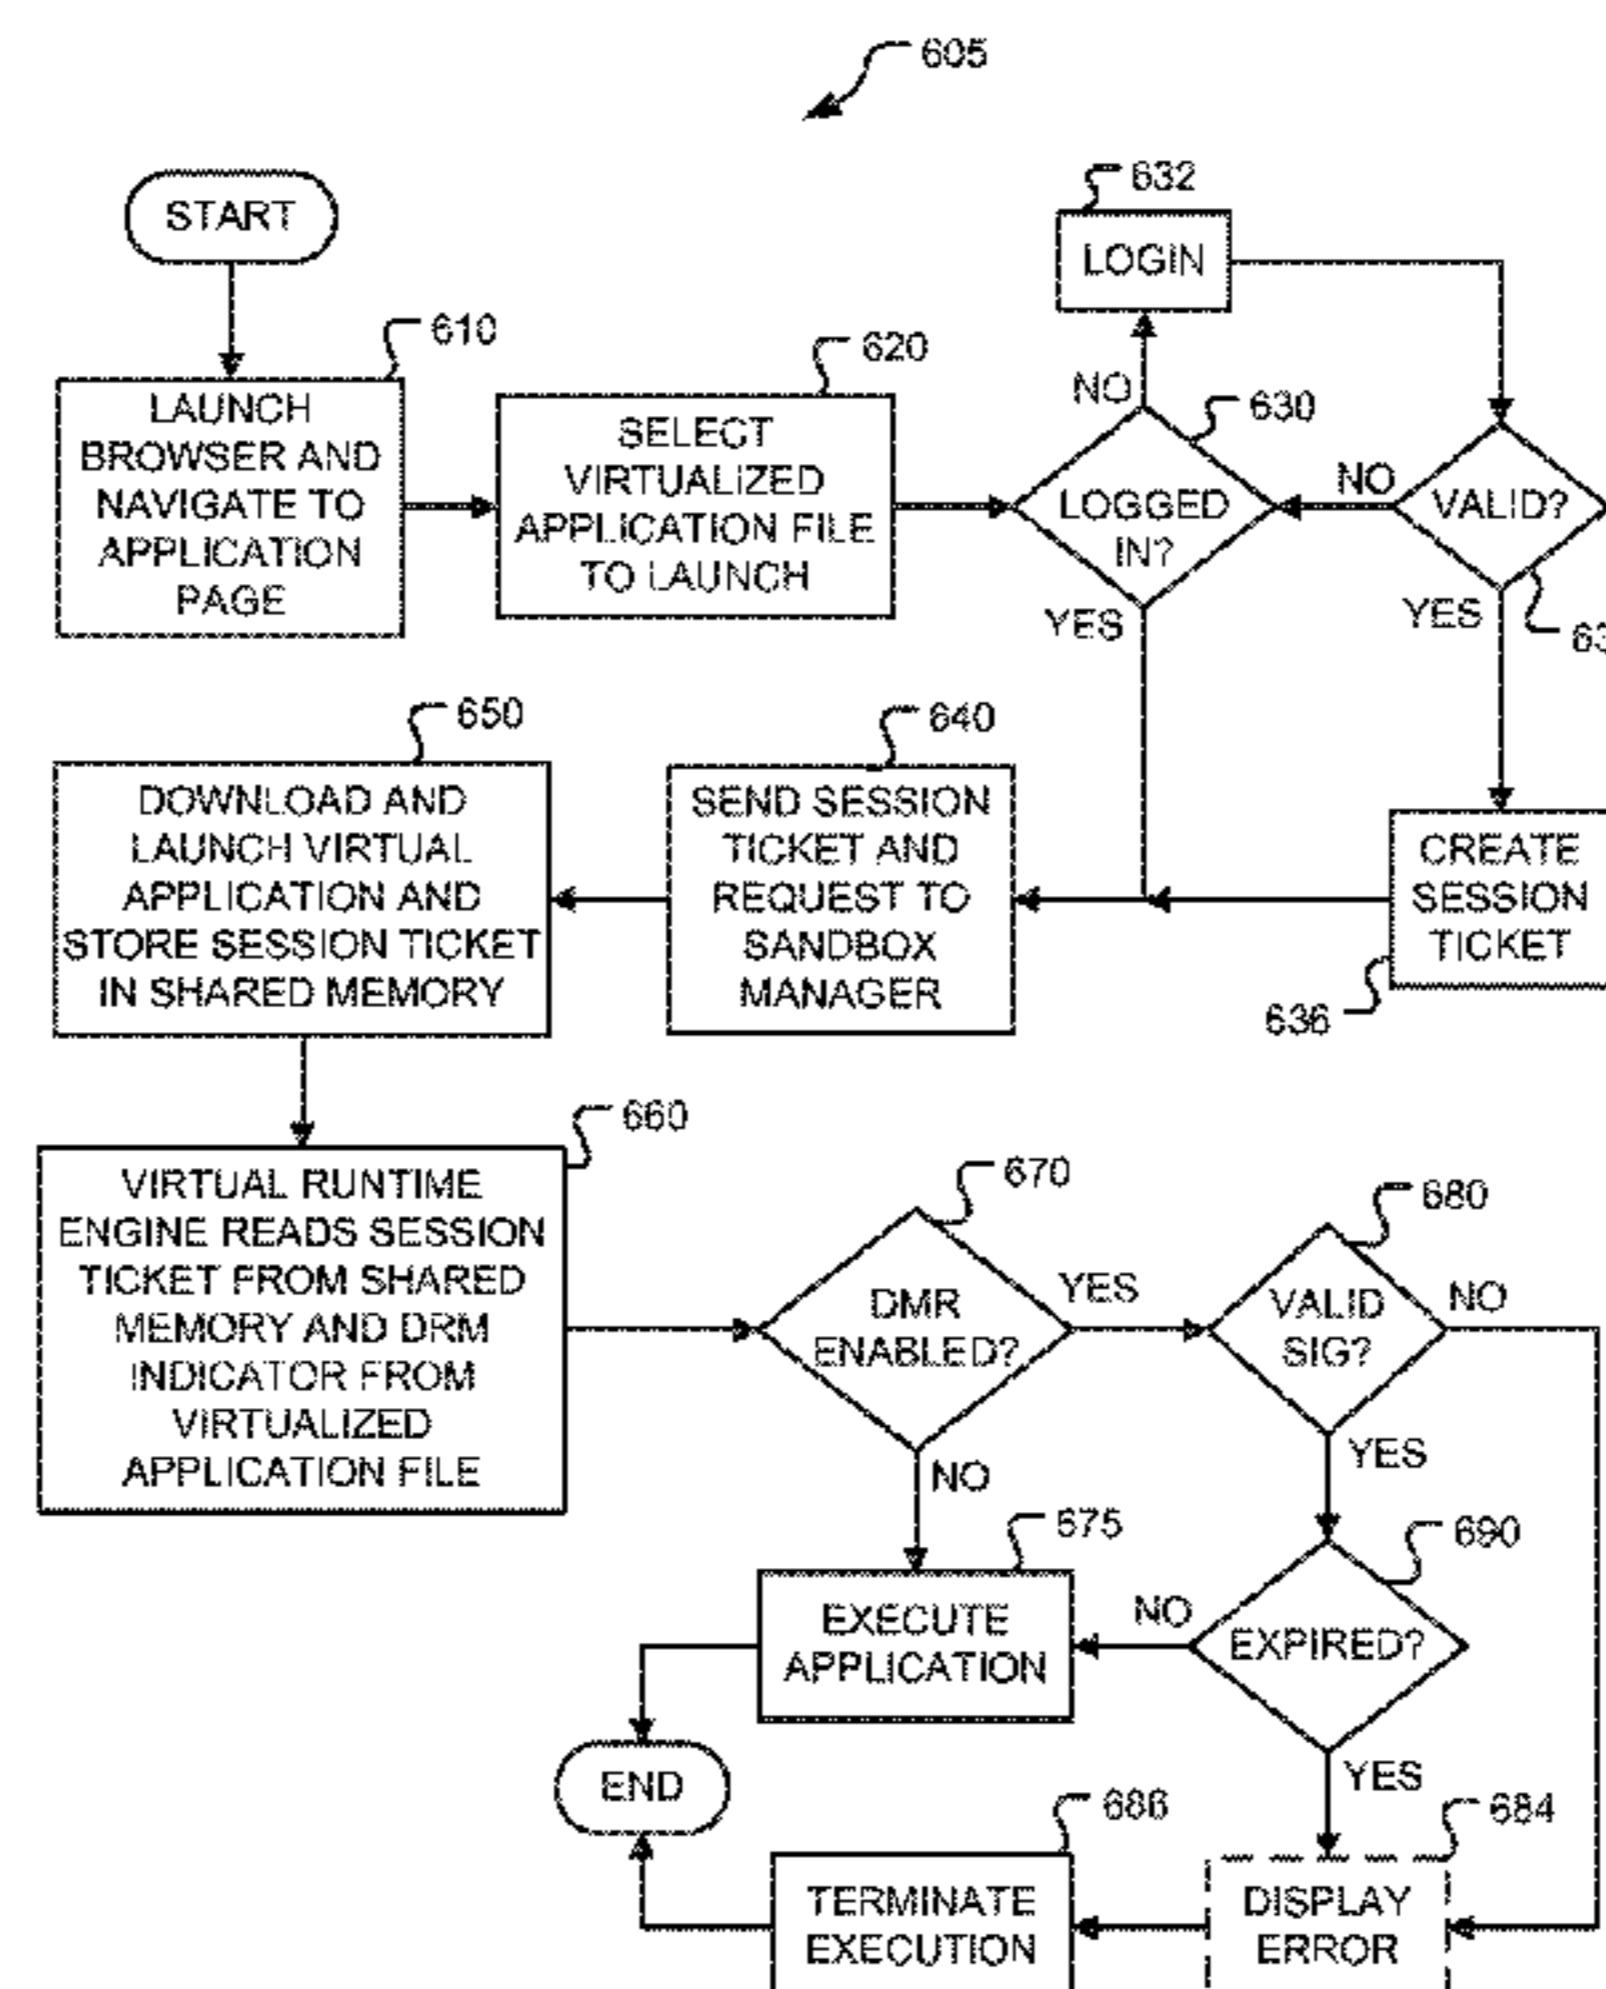 605
START
632
LOGIN
610
LAUNCH
BROWSER AND
NAVIGATE TO
APPLICATION
PAGE
620
SELECT
VIRTUALIZED
APPLICATION FILE
TO LAUNCH
NO
630
LOGGED
IN?
YES
NO
VALID?
YES
650
DOWNLOAD AND
LAUNCH VIRTUAL
APPLICATION AND
STORE SESSION TICKET
IN SHARED MEMORY
640
SEND SESSION
TICKET AND
REQUEST TO
SANDBOX
MANAGER
CREATE
SESSION
TICKET
636
660
VIRTUAL RUNTIME
ENGINE READS SESSION
TICKET FROM SHARED
MEMORY AND DRM
INDICATOR FROM
VIRTUALIZED
APPLICATION FILE
670
DMR
ENABLED?
YES
NO
680
VALID
SIG?
NO
YES
675
EXECUTE
APPLICATION
NO
690
EXPIRED?
YES
END
686
TERMINATE
EXECUTION
684
DISPLAY
ERROR